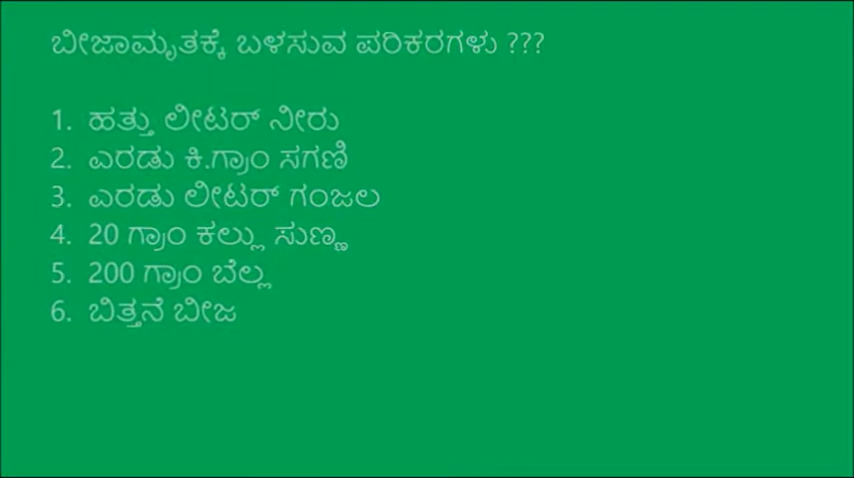 ಬೀಜಾಮೃತಕ್ಕೆ ಬಳಸುವ ಪರಿಕರಗಳು ???
1. ಹತ್ತು ಲೀಟರ್ ನೀರು
2. ಎರಡು ಕಿ.ಗ್ರಾಂ ಸಗಣಿ
3. ಎರಡು ಲೀಟರ್ ಗಂಜಲ
4. 20 ಗ್ರಾಂ ಕಲ್ಲು ಸುಣ್ಣ
5. 200 ಗ್ರಾಂ ಬೆಲ್ಲ
6. ಬಿತ್ತನೆ ಬೀಜ